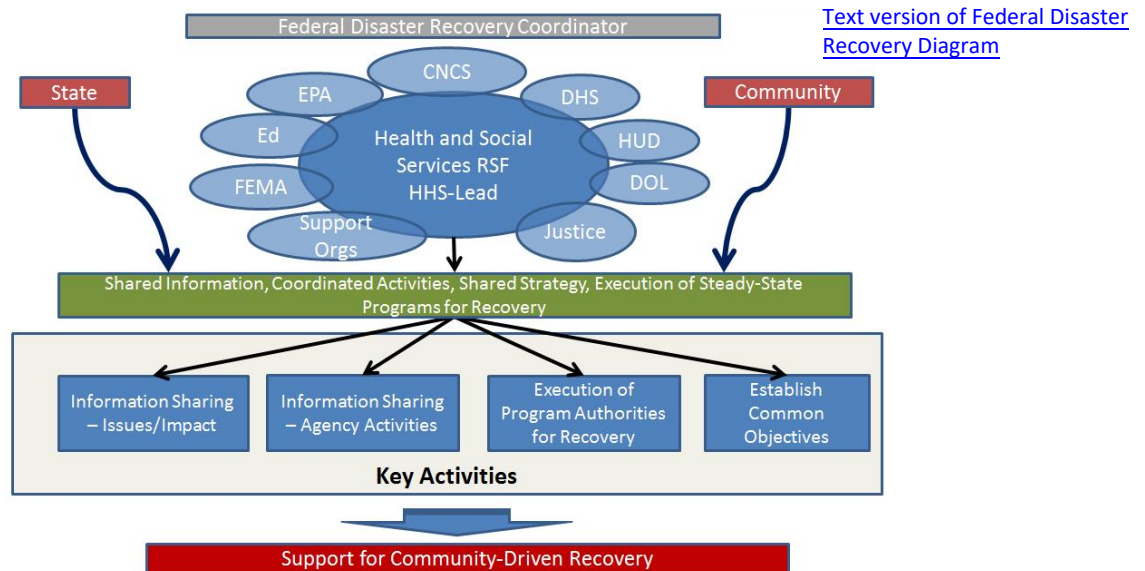 Federal Disaster Recovery Coordinator
Text version of Federal Disaster
Recovery Diagram
State
Community
CNCS
EPA
DHS
Ed
HUD
FEMA
DOL
Support
Orgs
Justice
Health and Social
Services RSF
HHS-Lead
Shared Information, Coordinated Activities, Shared Strategy, Execution of Steady-State
Programs for Recovery
Information Sharing
– Issues/Impact
Information Sharing
– Agency Activities
Execution of
Program Authorities
for Recovery
Establish
Common
Objectives
Key Activities
Support for Community-Driven Recovery